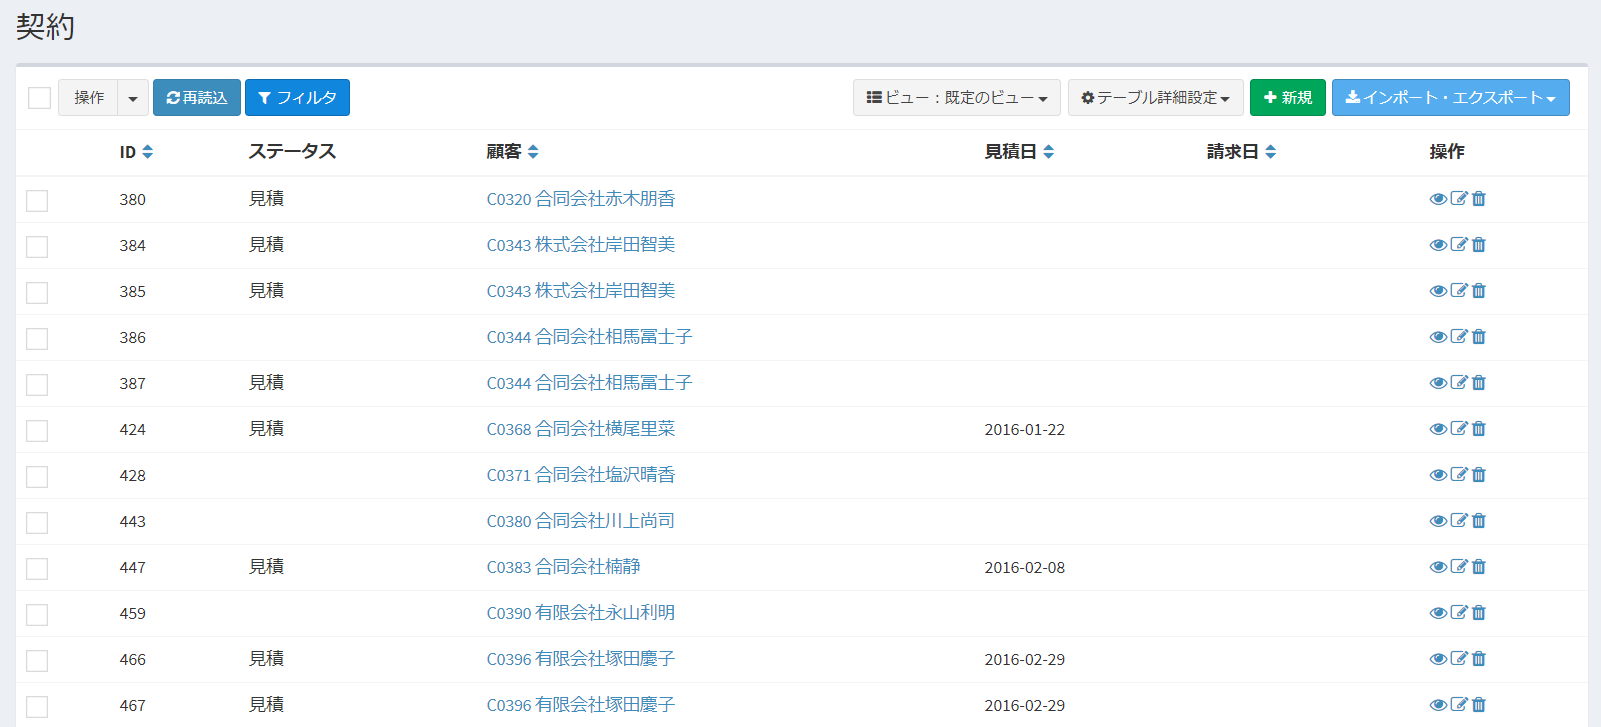 契約
操作 再読込 フィルタ ビュー：既定のビュー テーブル詳細設定 新規 インポート・エクスポート
ID ステータス 顧客 見積日 請求日 操作
380 見積 C0320 合同会社赤木朋香
384 見積 C0343 株式会社岸田智美
385 見積 C0343 株式会社岸田智美
386 C0344 合同会社相馬冨士子
387 見積 C0344 合同会社相馬冨士子
424 見積 C0368 合同会社横尾里菜 2016-01-22
428 C0371 合同会社塩沢晴香
443 C0380 合同会社川上尚司
447 見積 C0383 合同会社楠静 2016-02-08
459 C0390 有限会社永山利明
466 見積 C0396 有限会社塚田慶子 2016-02-29
467 見積 C0396 有限会社塚田慶子 2016-02-29